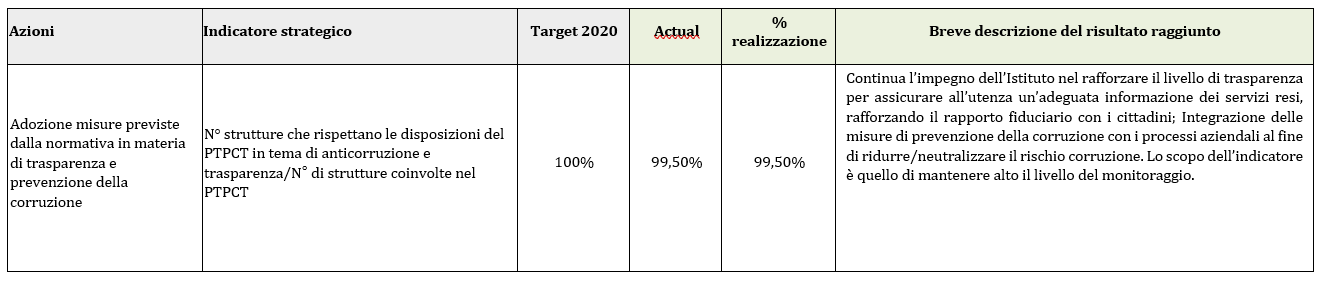 Azioni
Indicatore strategico
Target 2020
Actual
%
realizzazione
Breve descrizione del risultato raggiunto
Adozione misure previste
dalla normativa in materia
di trasparenza e
prevenzione della
corruzione
N° strutture che rispettano le disposizioni del
PTPCT in tema di anticorruzione e
trasparenza/N° di strutture coinvolte nel
PTPCT
100%
99,50%
99,50%
Continua l’impegno dell’Istituto nel rafforzare il livello di trasparenza
per assicurare all’utenza un’adeguata informazione dei servizi resi,
rafforzando il rapporto fiduciario con i cittadini; Integrazione delle
misure di prevenzione della corruzione con i processi aziendali al fine
di ridurre/neutralizzare il rischio corruzione. Lo scopo dell’indicatore
è quello di mantenere alto il livello del monitoraggio.